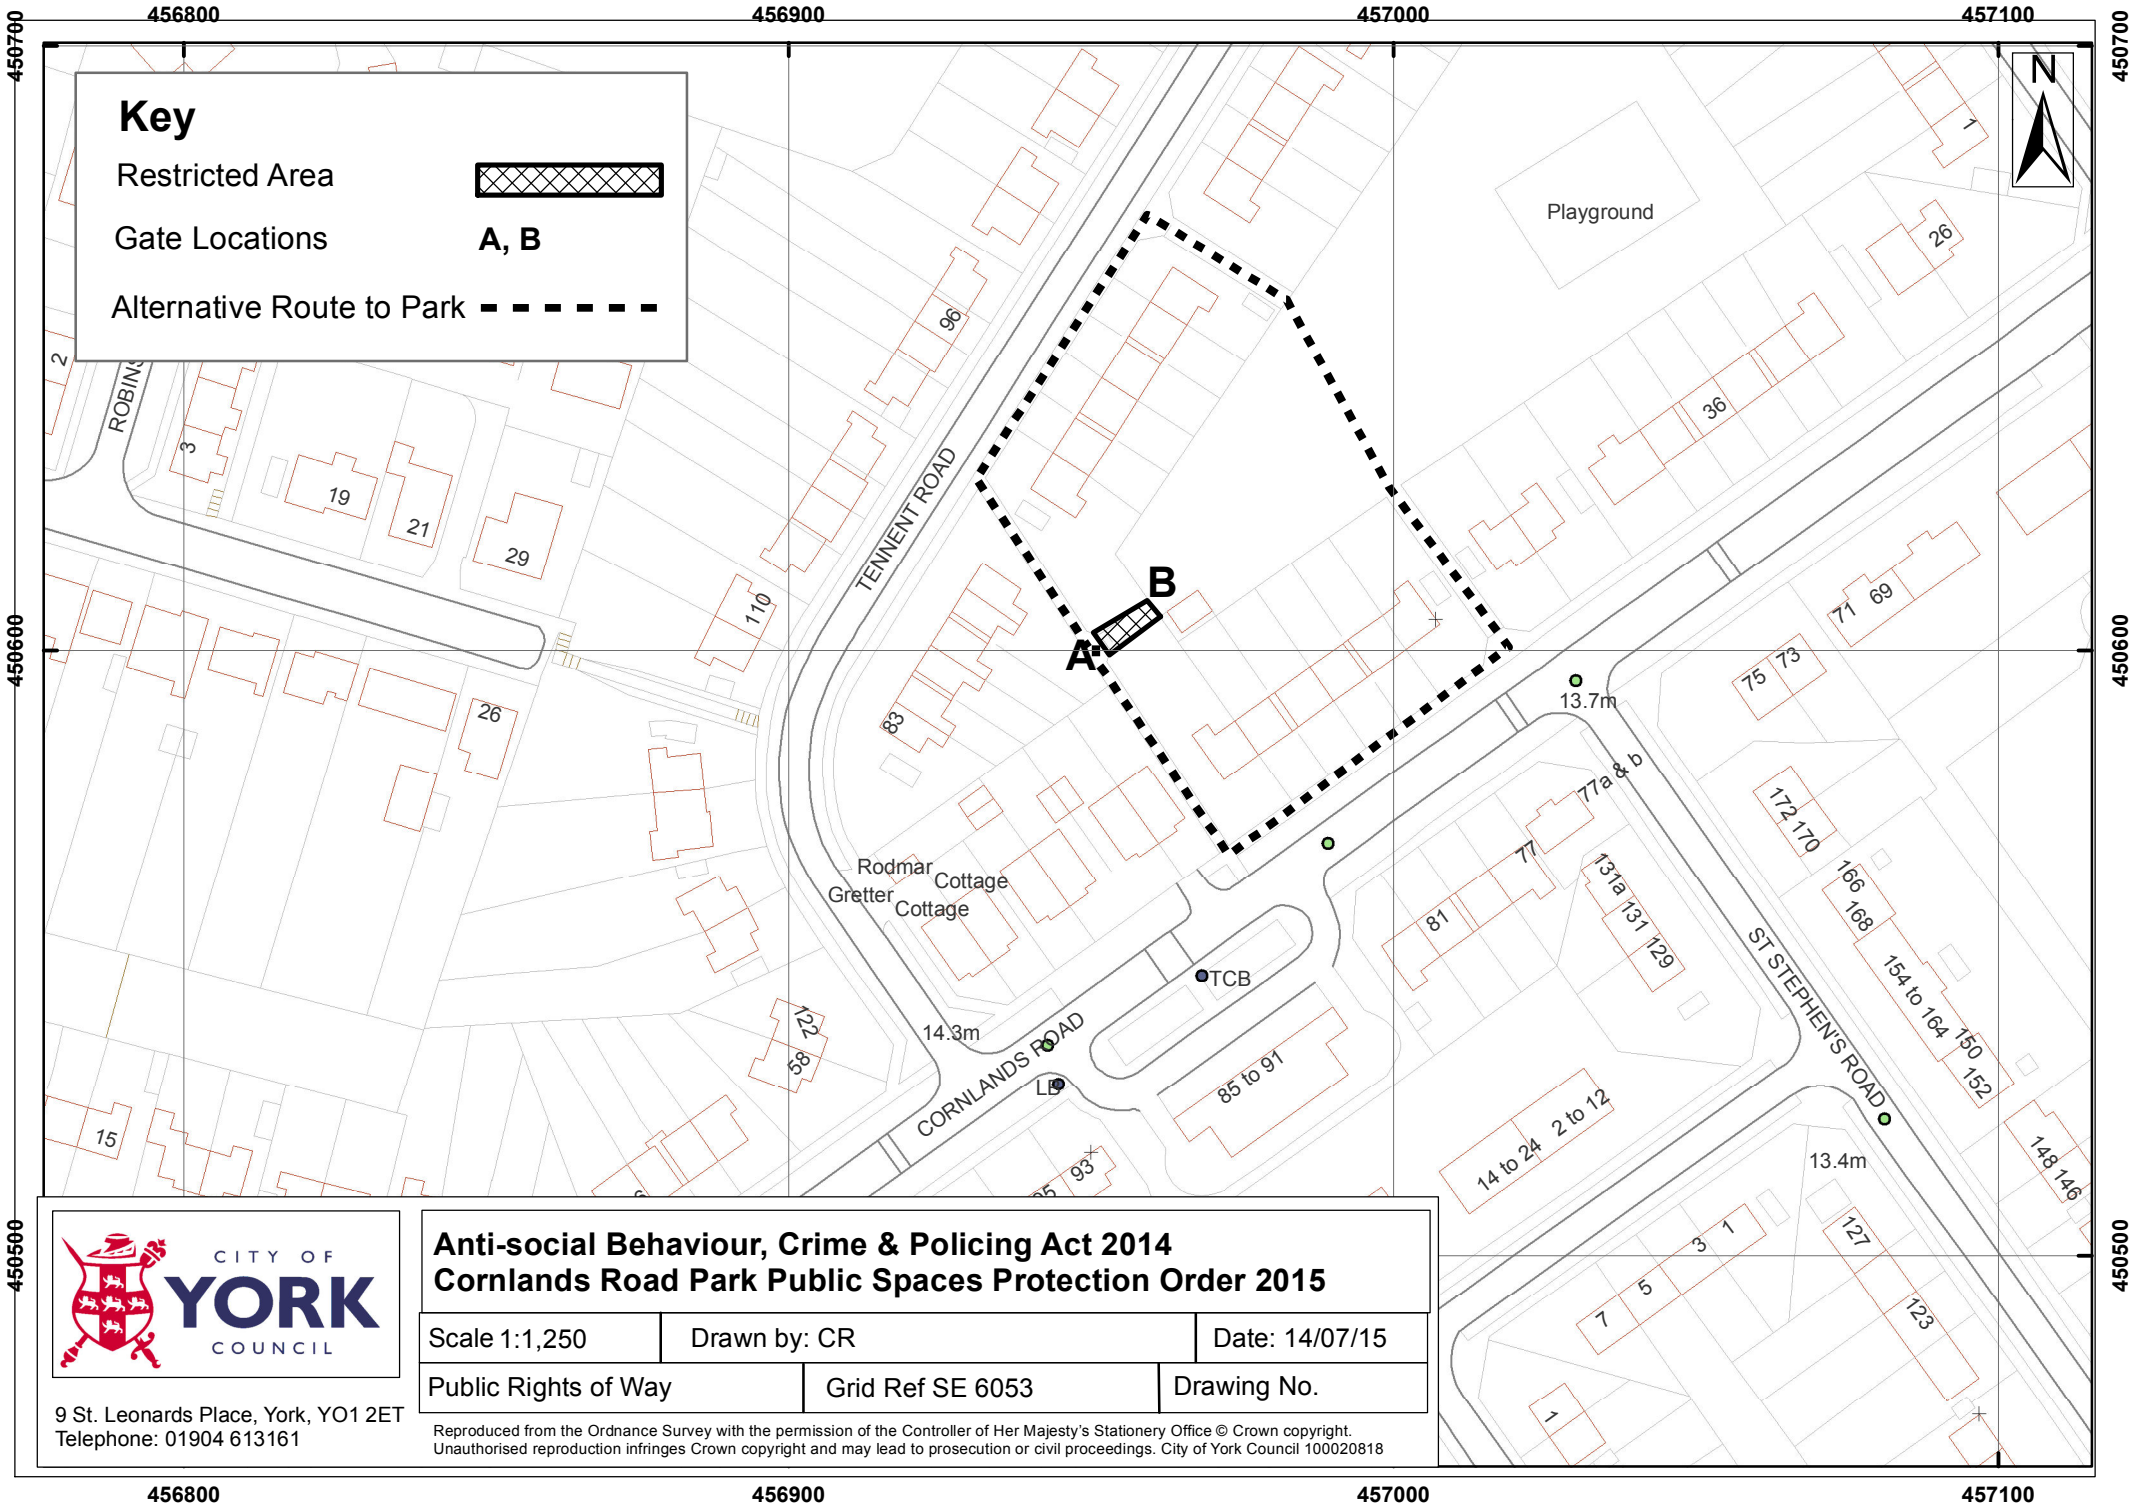 456800
456900
457000
457100
450700
450700
N
Key
Restricted Area
Gate Locations A, B
Alternative Route to Park
Playground
1
26
96
36
2
ROBINS
3
19
21
29
TENNENT ROAD
110
B
A
71 69
75 73
450600
450600
13.7m
26
83
77a & b
172 170
Rodmar Cottage
Gretter Cottage
77
81
131a 131 129
166
168
154 to 164
150
152
ST STEPHEN'S ROAD
TCB
14.3m
122
58
CORNLANDS ROAD
LB
85 to 91
2 to 12
14 to 24
15
93
13.4m
148 146
127
123
1
3
5
7
1
450500
450500
CITY OF
YORK
COUNCIL
9 St. Leonards Place, York, YO1 2ET
Telephone: 01904 613161
Anti-social Behaviour, Crime & Policing Act 2014
Cornlands Road Park Public Spaces Protection Order 2015
Scale 1:1,250
Drawn by: CR
Date: 14/07/15
Public Rights of Way
Grid Ref SE 6053
Drawing No.
Reproduced from the Ordnance Survey with the permission of the Controller of Her Majesty's Stationery Office © Crown copyright.
Unauthorised reproduction infringes Crown copyright and may lead to prosecution or civil proceedings. City of York Council 100020818
456800
456900
457000
457100